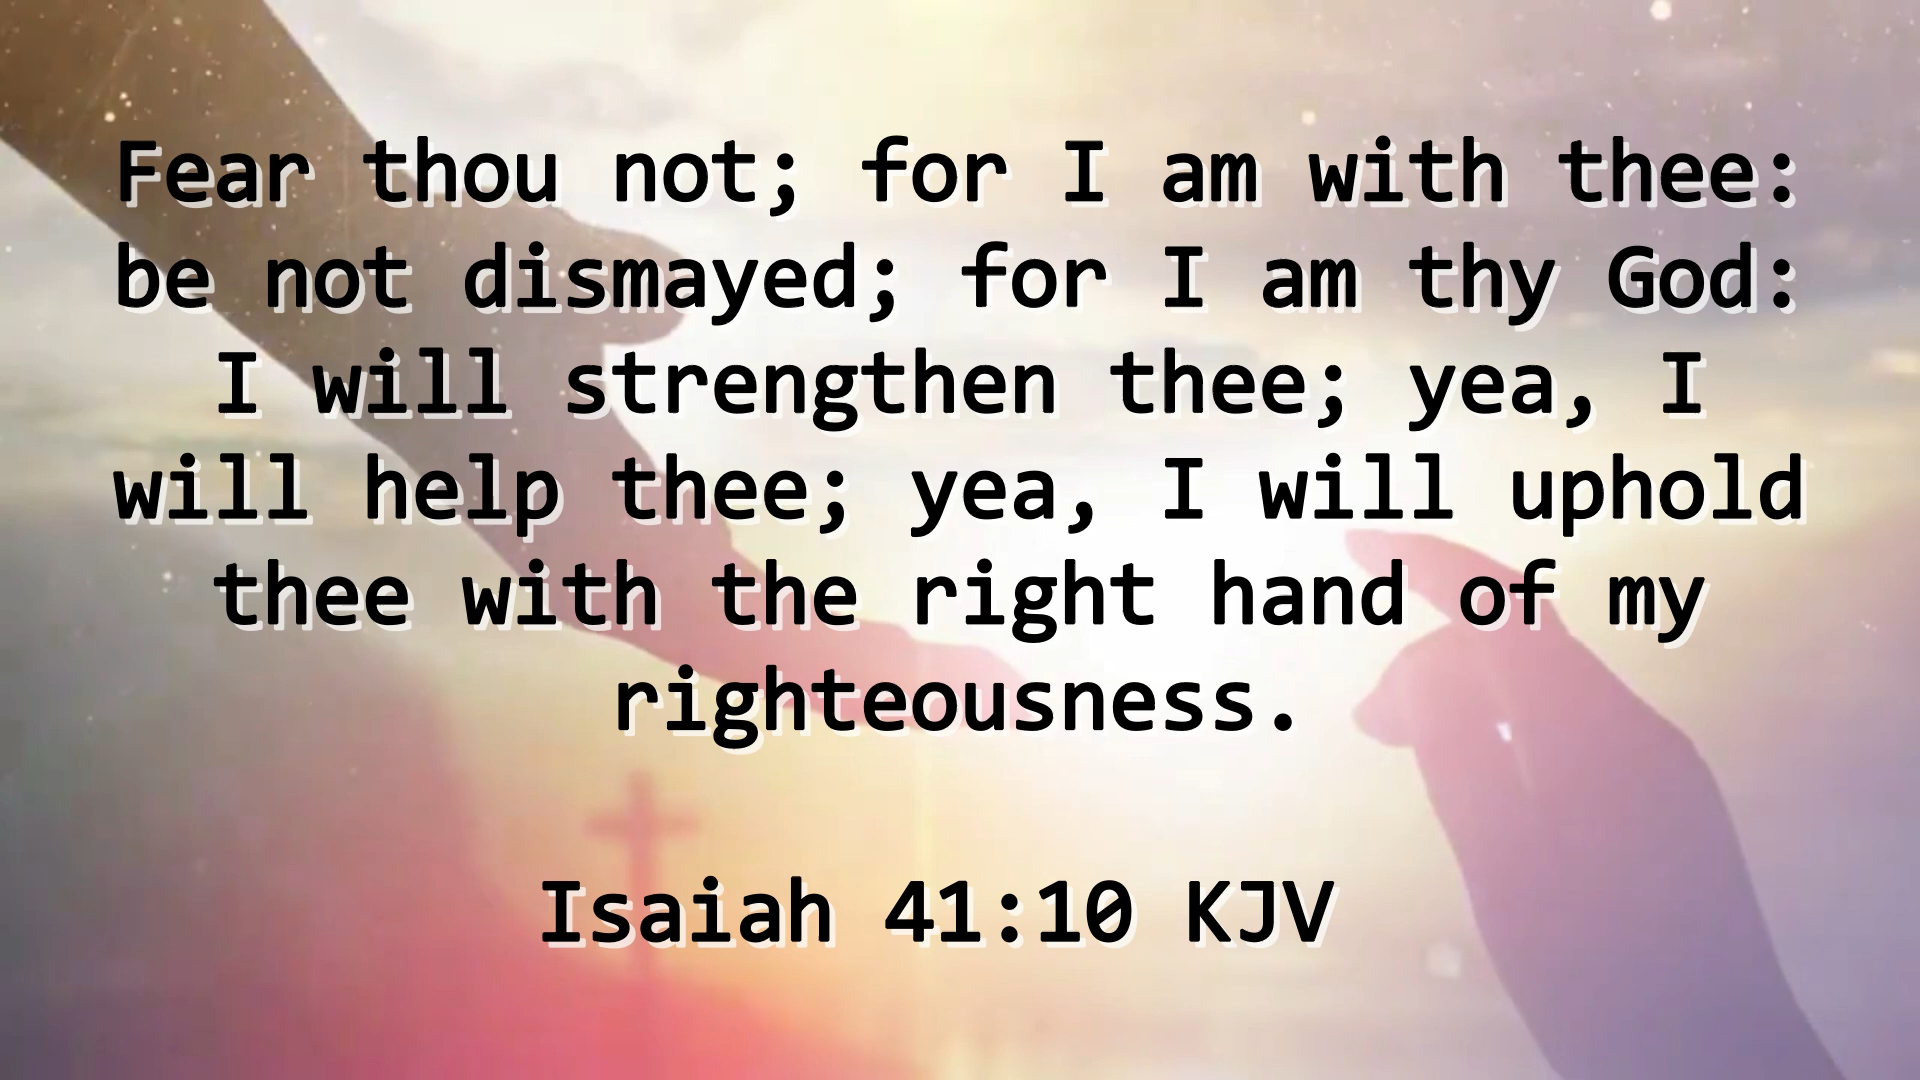 Fear thou not; for I am with thee:
be not dismayed; for I am thy God:
I will strengthen thee; yea, I
will help thee; yea, I will uphold
thee with the right hand of my
righteousness.
Isaiah 41:10 KJV